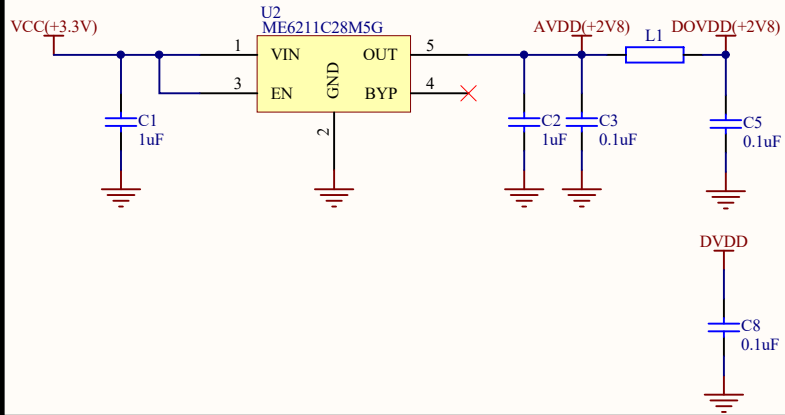 U2
ME6211C28M5G
VCC(+3.3V)
AVDD(+2V8)
DOVDD(+2V8)
L1
1
VIN
OUT
5
3
EN
GND
BYP
4
2
C1
1uF
C2
1uF
C3
0.1uF
C5
0.1uF
DVDD
C8
0.1uF